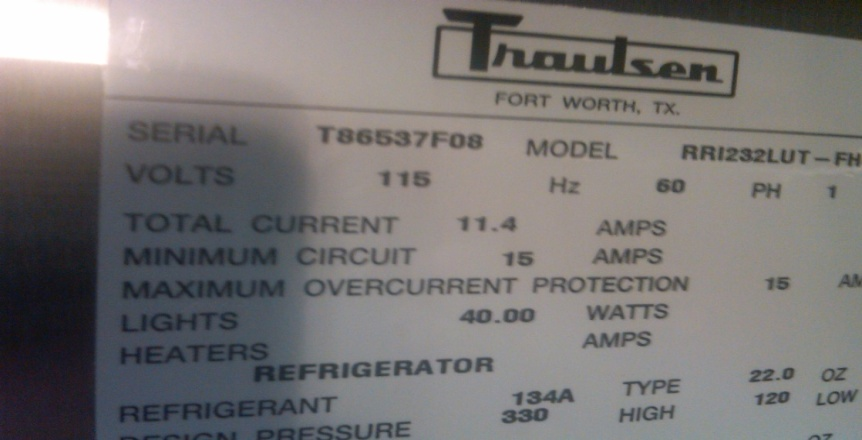 Traulsen
FORT WORTH, TX.
SERIAL T86537F08 MODEL RRI232LUT-FH
VOLTS 115 Hz 60 PH 1
TOTAL CURRENT 11.4 AMPS
MINIMUM CIRCUIT 15 AMPS
MAXIMUM OVERCURRENT PROTECTION 15 AM
LIGHTS 40.00 WATTS
HEATERS AMPS
REFRIGERATOR
REFRIGERANT 134A TYPE 22.0 OZ
DESIGN PRESSURE 330 HIGH 120 LOW
OZ